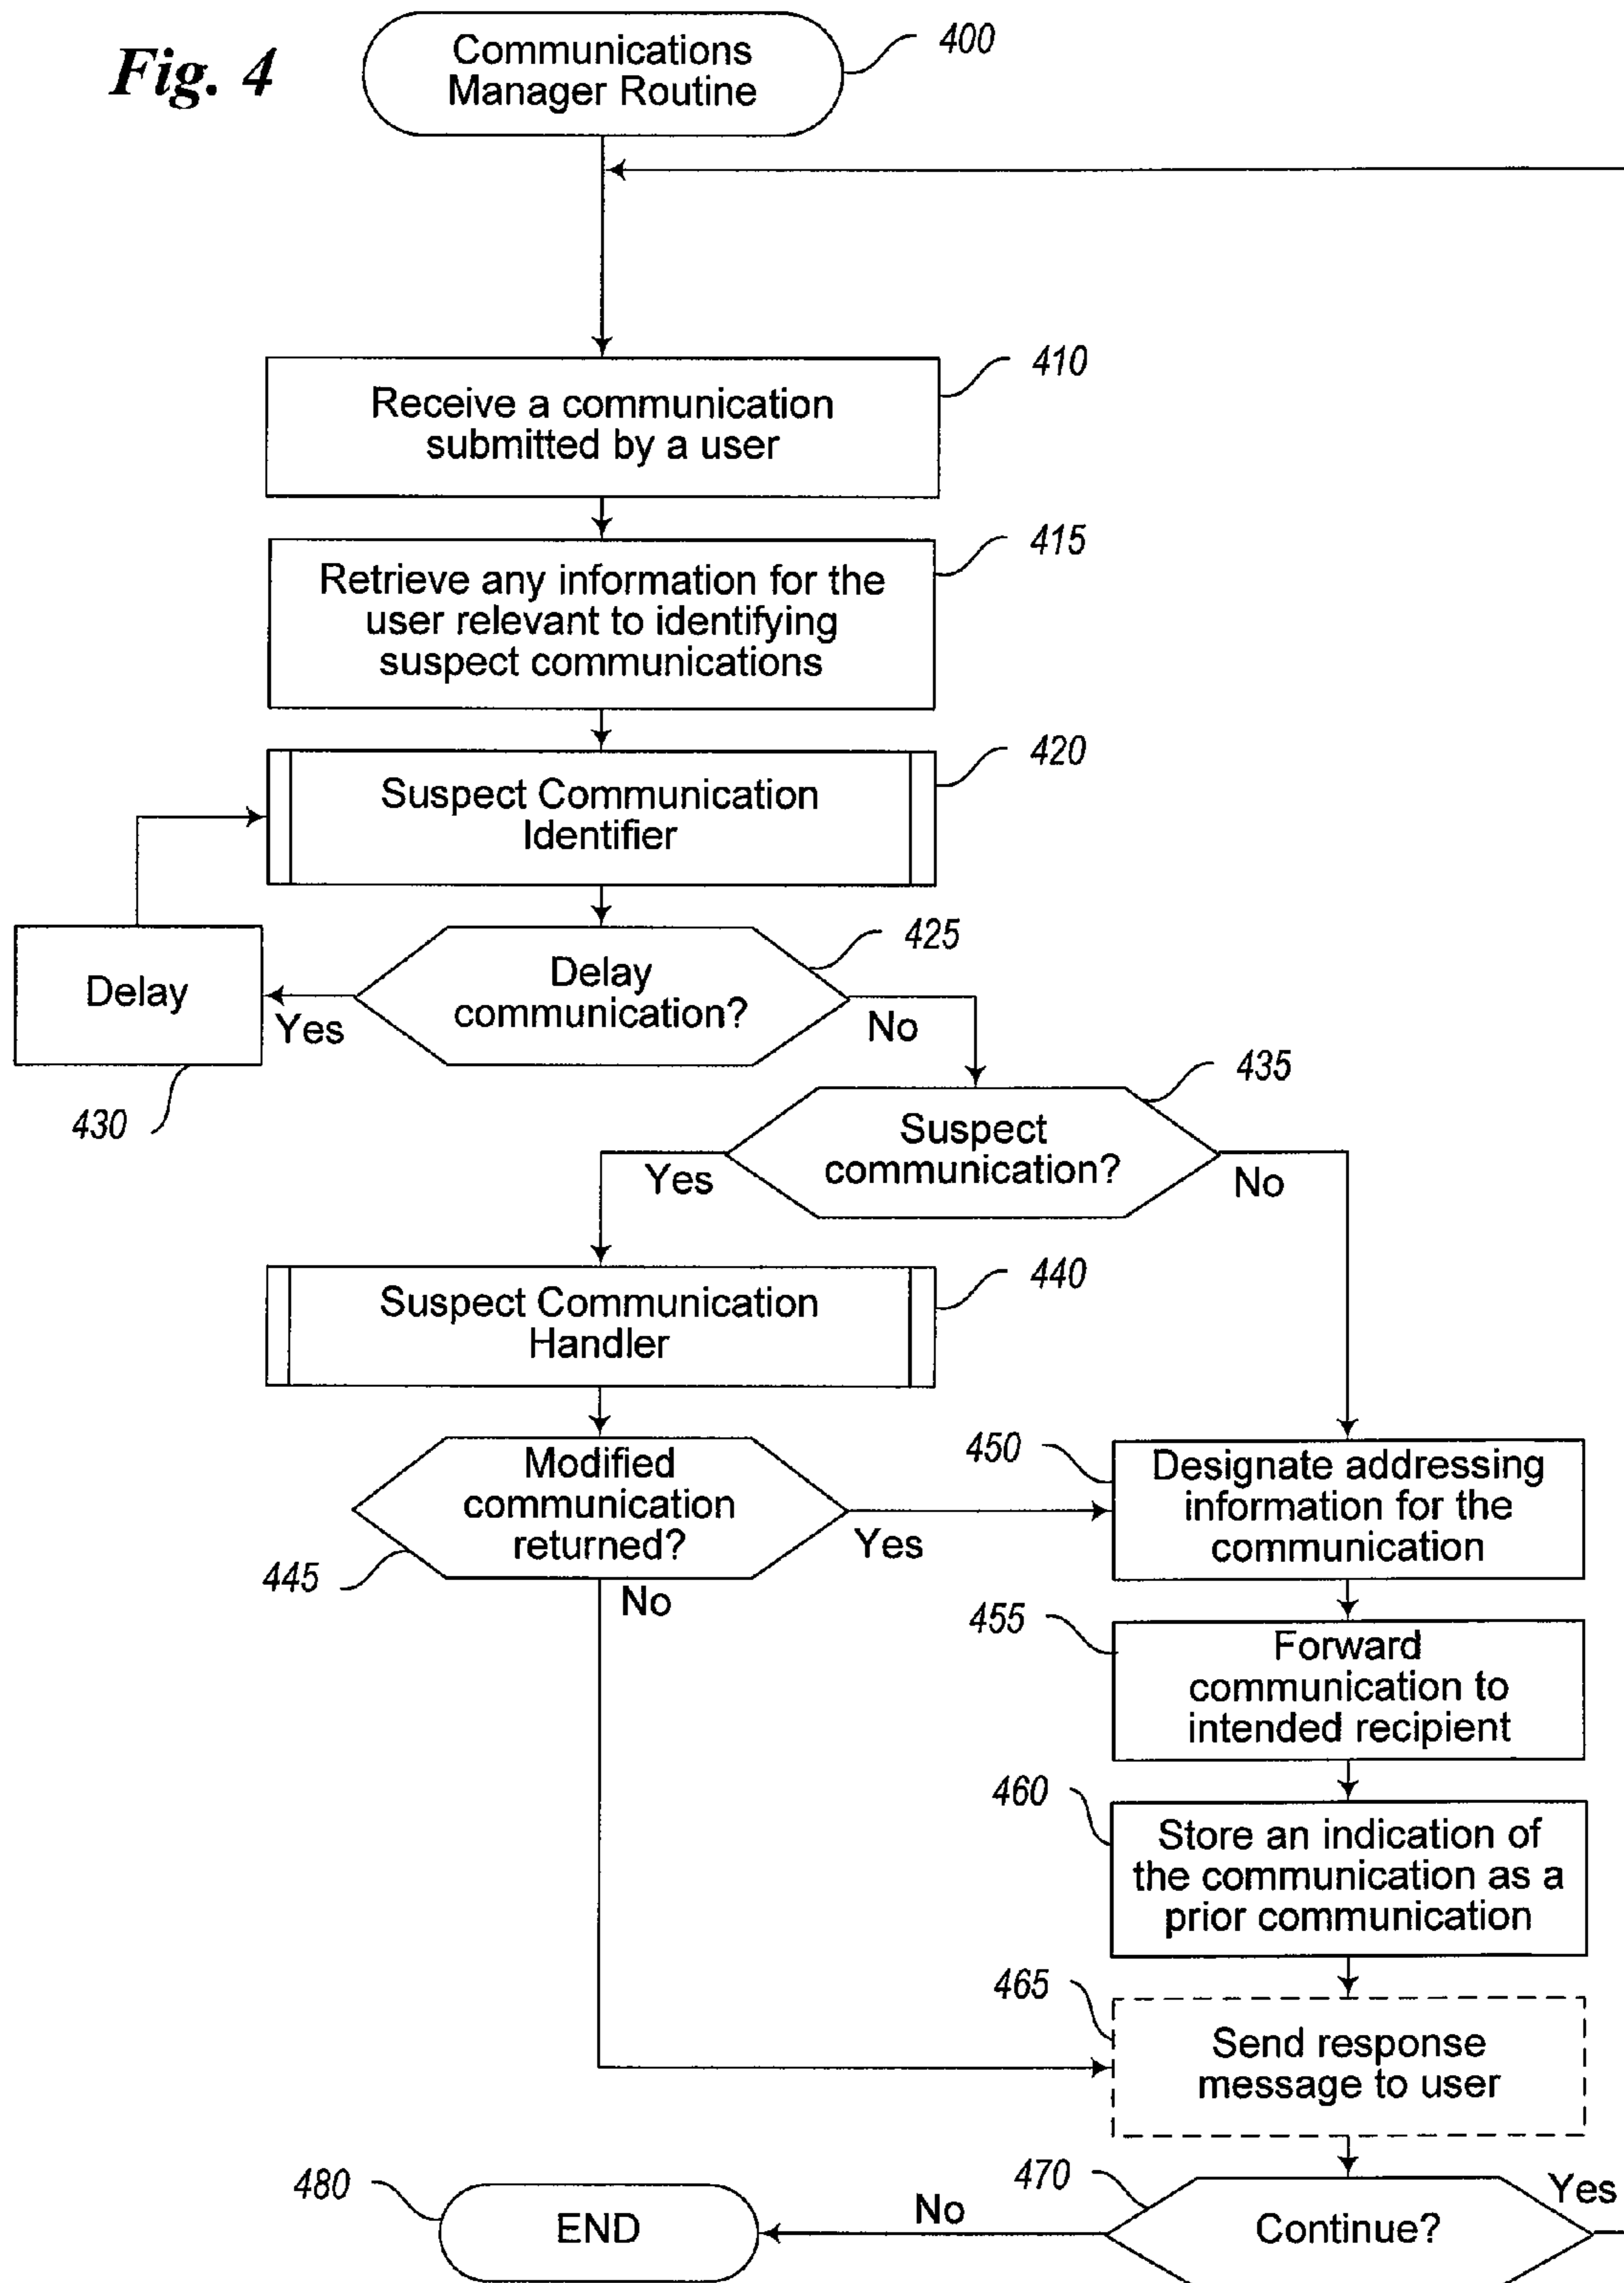 Fig. 4
Communications
Manager Routine
400
410
Receive a communication
submitted by a user
415
Retrieve any information for the
user relevant to identifying
suspect communications
420
Suspect Communication
Identifier
425
Delay
communication?
Delay
Yes
No
430
435
Suspect
communication?
Yes
No
440
Suspect Communication
Handler
Modified
communication
returned?
445
Yes
No
450
Designate addressing
information for the
communication
455
Forward
communication to
intended recipient
460
Store an indication of
the communication as a
prior communication
465
Send response
message to user
470
Continue?
Yes
No
480
END